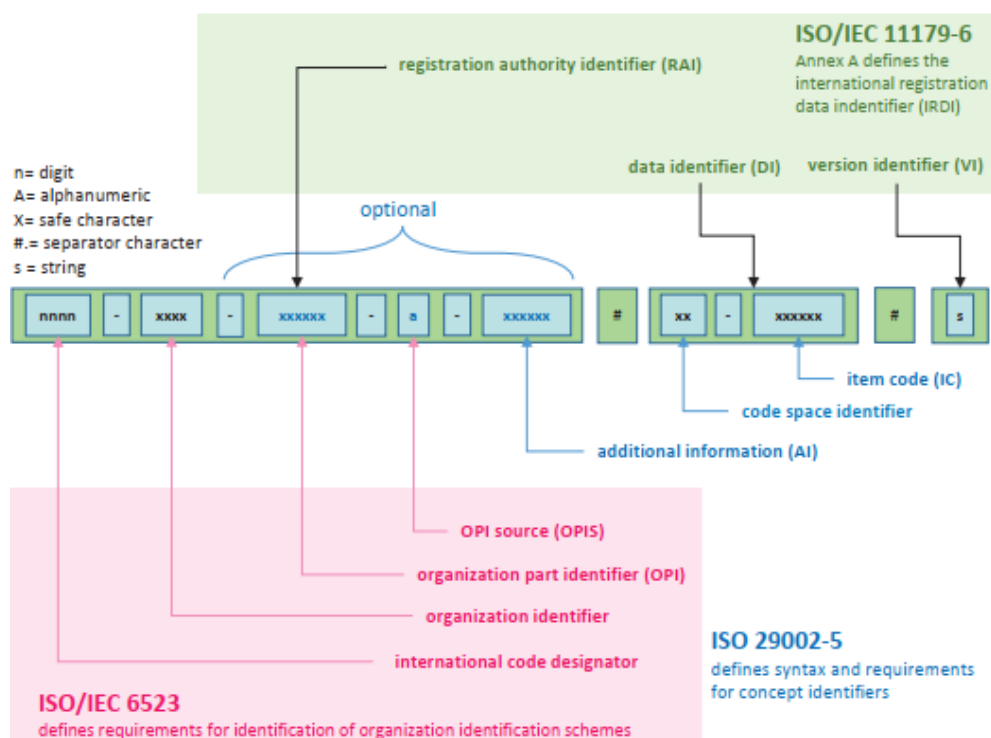 ISO/IEC 11179-6
Annex A defines the
international registration
data indentifier (IRDI)
registration authority identifier (RAI)
data identifier (DI)
version identifier (VI)
n= digit
A= alphanumeric
X= safe character
#.= separator character
s = string
optional
nnnn - xxxx - xxxxxx - a - xxxxxx # xx - xxxxxx # s
item code (IC)
code space identifier
additional information (AI)
OPI source (OPIS)
organization part identifier (OPI)
organization identifier
international code designator
ISO 29002-5
defines syntax and requirements
for concept identifiers
ISO/IEC 6523
defines requirements for identification of organization identification schemes